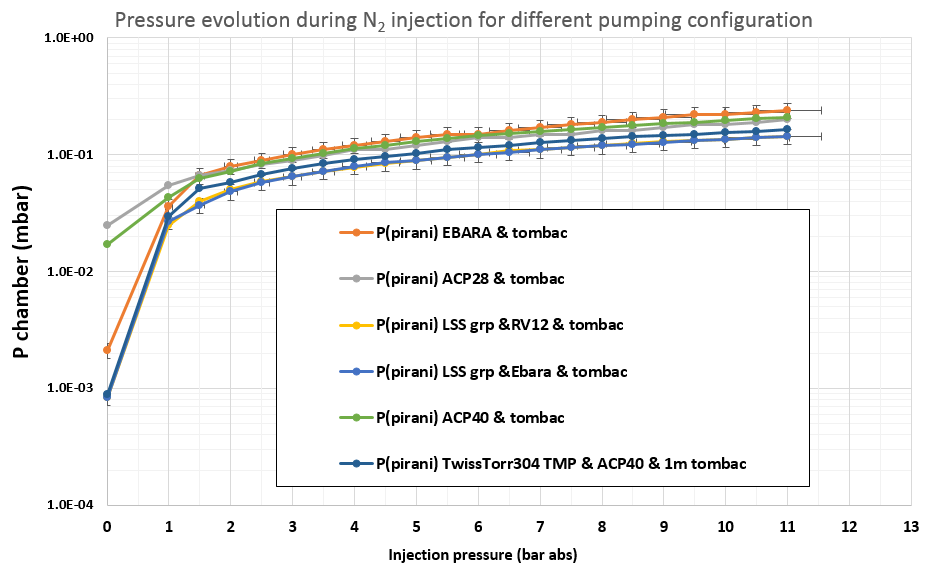 Pressure evolution during N2 injection for different pumping configuration
1.0E+00
1.0E-01
1.0E-02
1.0E-03
1.0E-04
P chamber (mbar)
P(pirani) EBARA & tombac
P(pirani) ACP28 & tombac
P(pirani) LSS grp &RV12 & tombac
P(pirani) LSS grp &Ebara & tombac
P(pirani) ACP40 & tombac
P(pirani) TwissTorr304 TMP & ACP40 & 1m tombac
0 1 2 3 4 5 6 7 8 9 10 11 12 13
Injection pressure (bar abs)